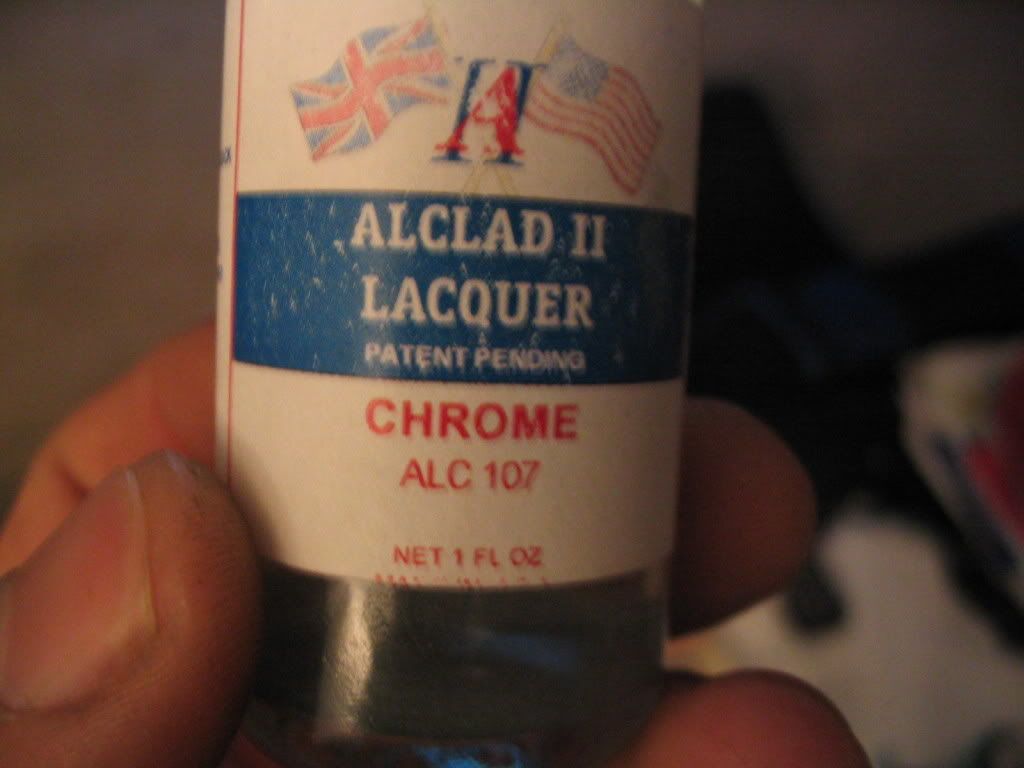 A
ALCLAD II
LACQUER
PATENT PENDING
CHROME
ALC 107
NET 1 FL OZ